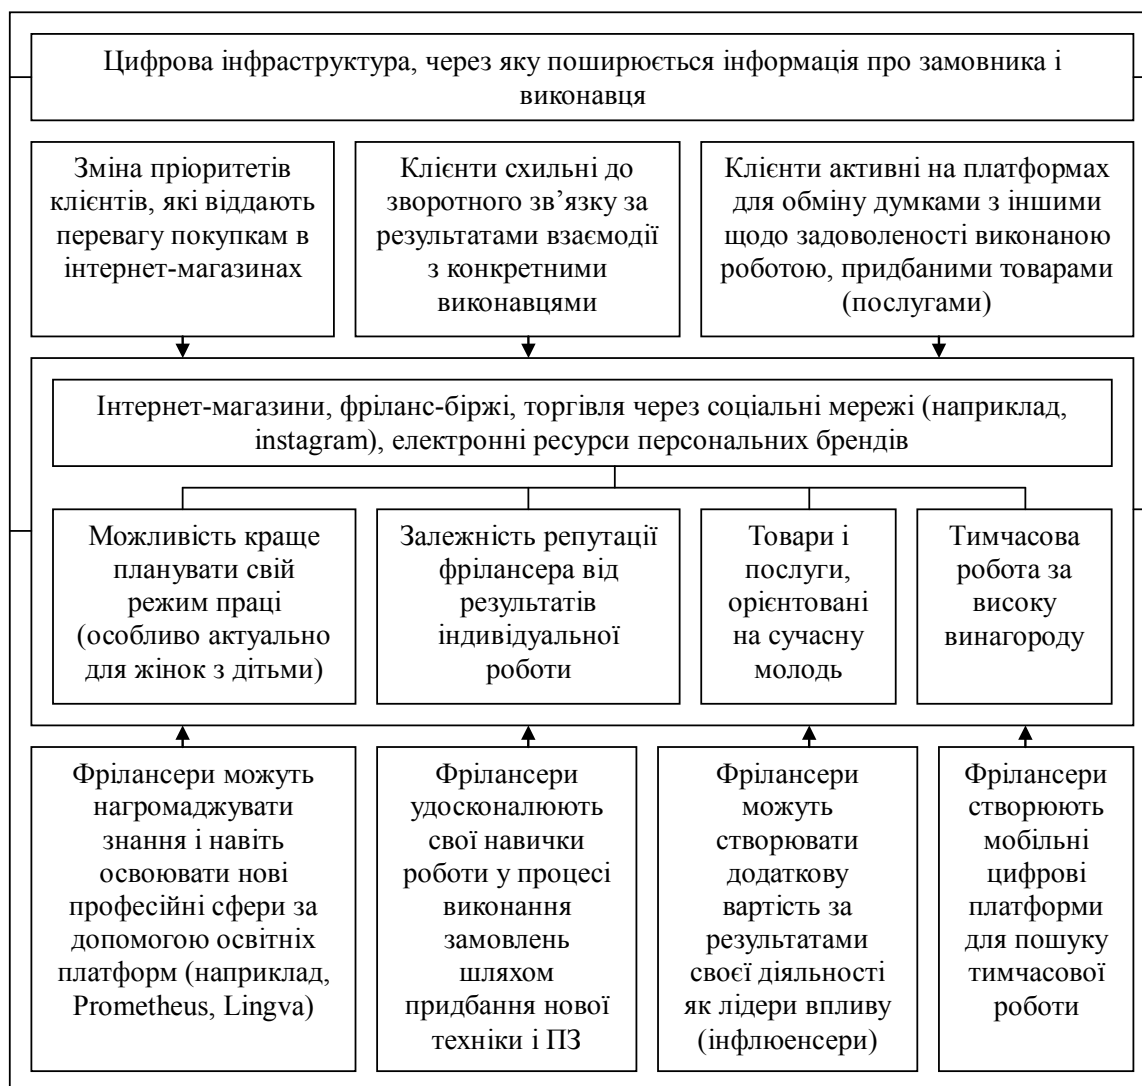 Цифрова інфраструктура, через яку поширюється інформація про замовника і
виконавця
Зміна пріоритетів
клієнтів, які віддають
перевагу покупкам в
інтернет-магазинах
Клієнти схильні до
зворотного зв’язку за
результатами взаємодії
з конкретними
виконавцями
Клієнти активні на платформах
для обміну думками з іншими
щодо задоволеності виконаною
роботою, придбаними товарами
(послугами)
Інтернет-магазини, фріланс-біржі, торгівля через соціальні мережі (наприклад,
instagram), електронні ресурси персональних брендів
Можливість краще
планувати свій
режим праці
(особливо актуально
для жінок з дітьми)
Залежність репутації
фрілансера від
результатів
індивідуальної
роботи
Товари і
послуги,
орієнтовані
на сучасну
молодь
Тимчасова
робота за
високу
винагороду
Фрілансери можуть
нагромаджувати
знання і навіть
освоювати нові
професійні сфери за
допомогою освітніх
платформ (наприклад,
Prometheus, Lingva)
Фрілансери
удосконалюють
свої навички
роботи у процесі
виконання
замовлень
шляхом
придбання нової
техніки і ПЗ
Фрілансери
можуть
створювати
додаткову
вартість за
результатами
своєї діяльності
як лідери впливу
(інфлюенсери)
Фрілансери
створюють
мобільні
цифрові
платформи
для пошуку
тимчасової
роботи